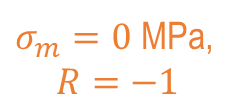 σₘ = 0 MPa,
R = −1